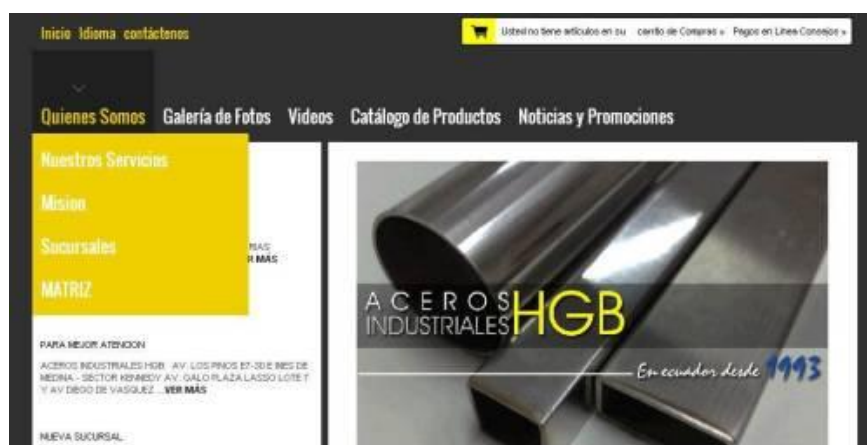 Inicio Idioma contáctenos
Usted no tiene artículos en su carrito de Compras » Pagos en Línea Consejos »
Quienes Somos Galería de Fotos Videos Catálogo de Productos Noticias y Promociones
Nuestros Servicios
Mision
Sucursales
MATRIZ
VER MÁS
PARA MEJOR ATENCION
ACEROS INDUSTRIALES HGB AV. LOS PINOS E7-30 E INES DE
MEDINA - SECTOR KENNEDY AV. GALO PLAZA LASSO LOTE 7
Y AV DIEGO DE VASQUEZ ...VER MÁS
NUEVA SUCURSAL
ACEROS
INDUSTRIALES HGB
En ecuador desde 1993